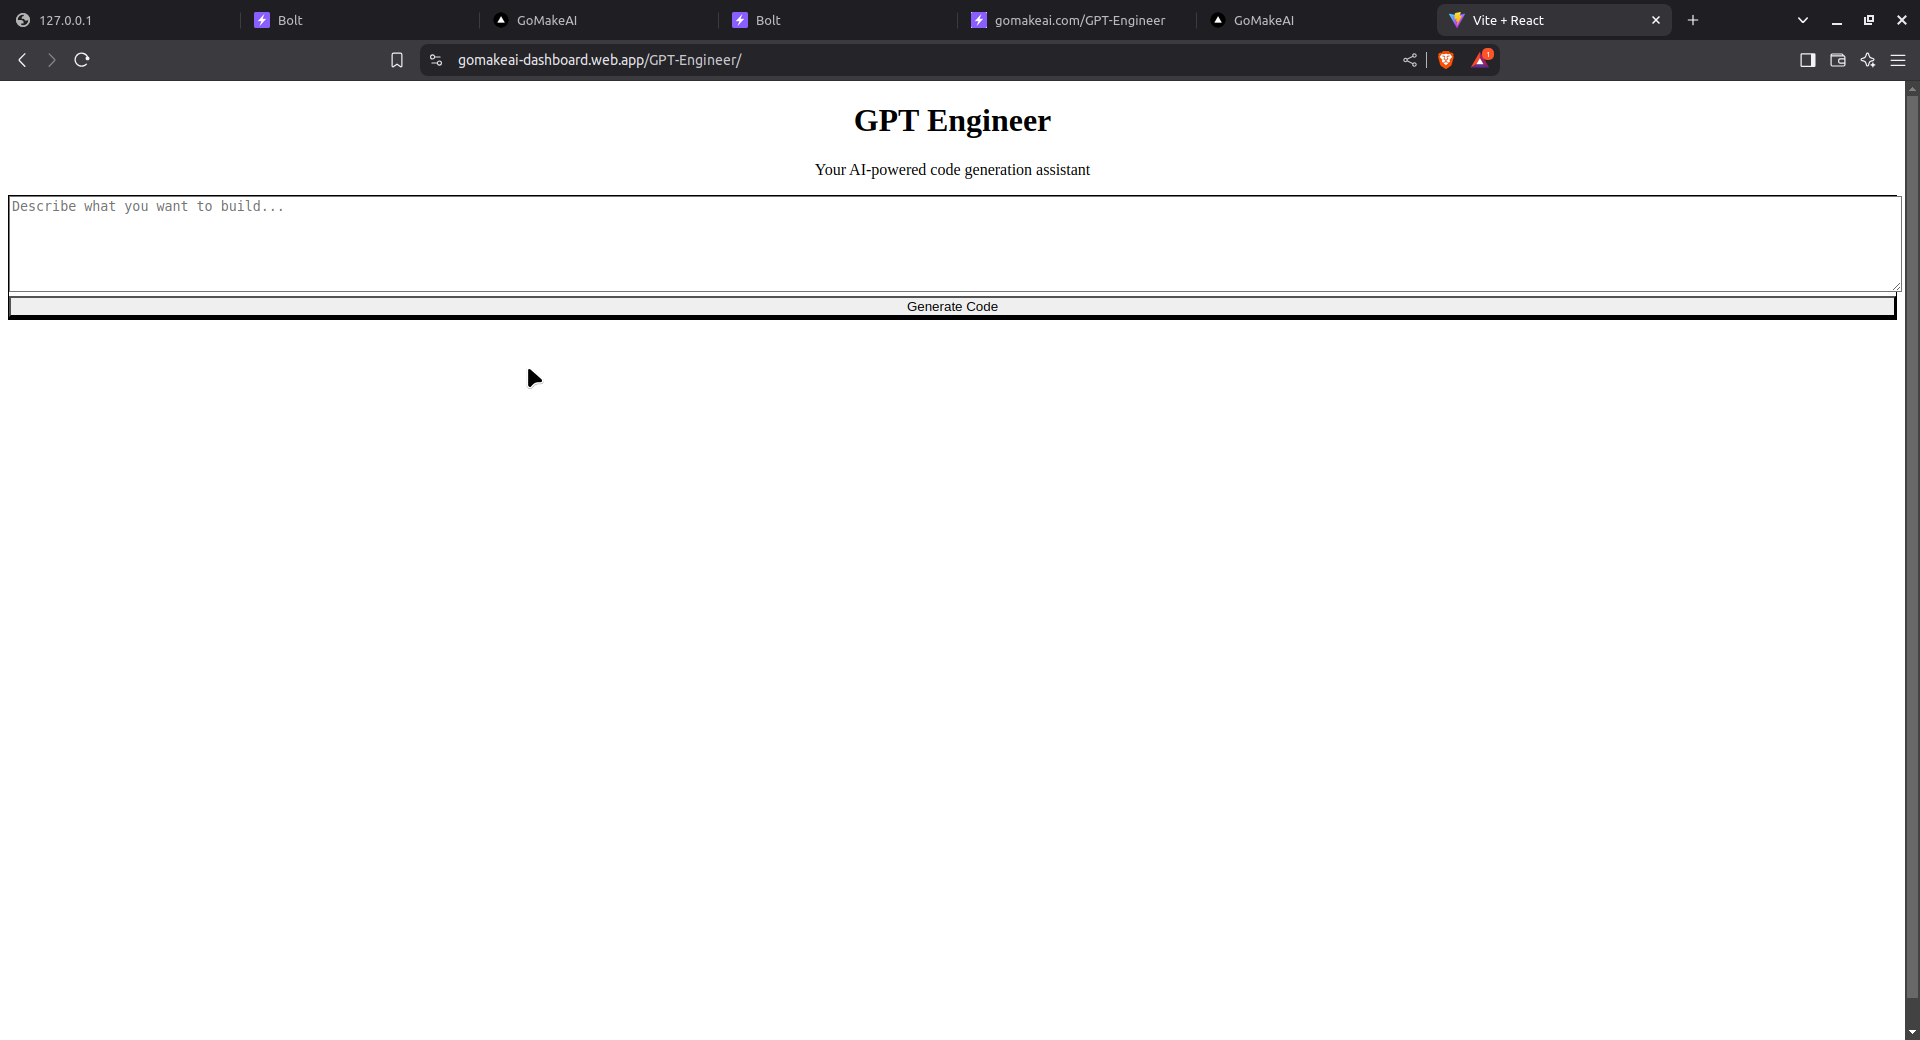 127.0.0.1
Bolt
GoMakeAI
Bolt
gomakeai.com/GPT-Engineer
GoMakeAI
Vite + React
gomakeai-dashboard.web.app/GPT-Engineer/
1
GPT Engineer
Your AI-powered code generation assistant
Describe what you want to build...
Generate Code